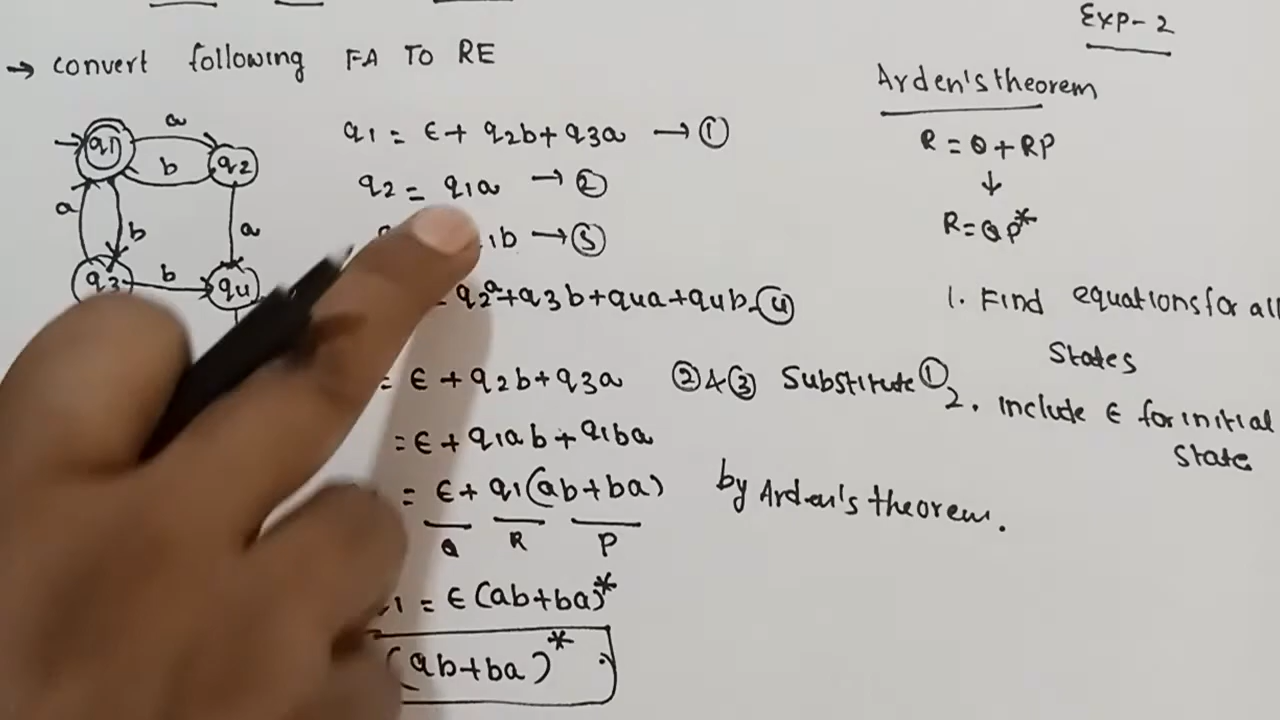 Exp-2
→ convert following FA TO RE
Arden's theorem
R = Q + RP
↓
R = QP*
q1
a
b
q2
a
b
a
q3
b
q4
q1 = ϵ + q2b + q3a → ①
q2 = q1a → ②
1b → ③
= q2a + q3b + q4a + q4b → ④
= ϵ + q2b + q3a ② & ③ Substitute ①
= ϵ + q1ab + q1ba
= ϵ + q1(ab+ba) by Arden's theorem.
Q R P
1 = ϵ(ab+ba)*
(ab+ba)*.
1. Find equations for all
States
2. include ϵ for initial
State